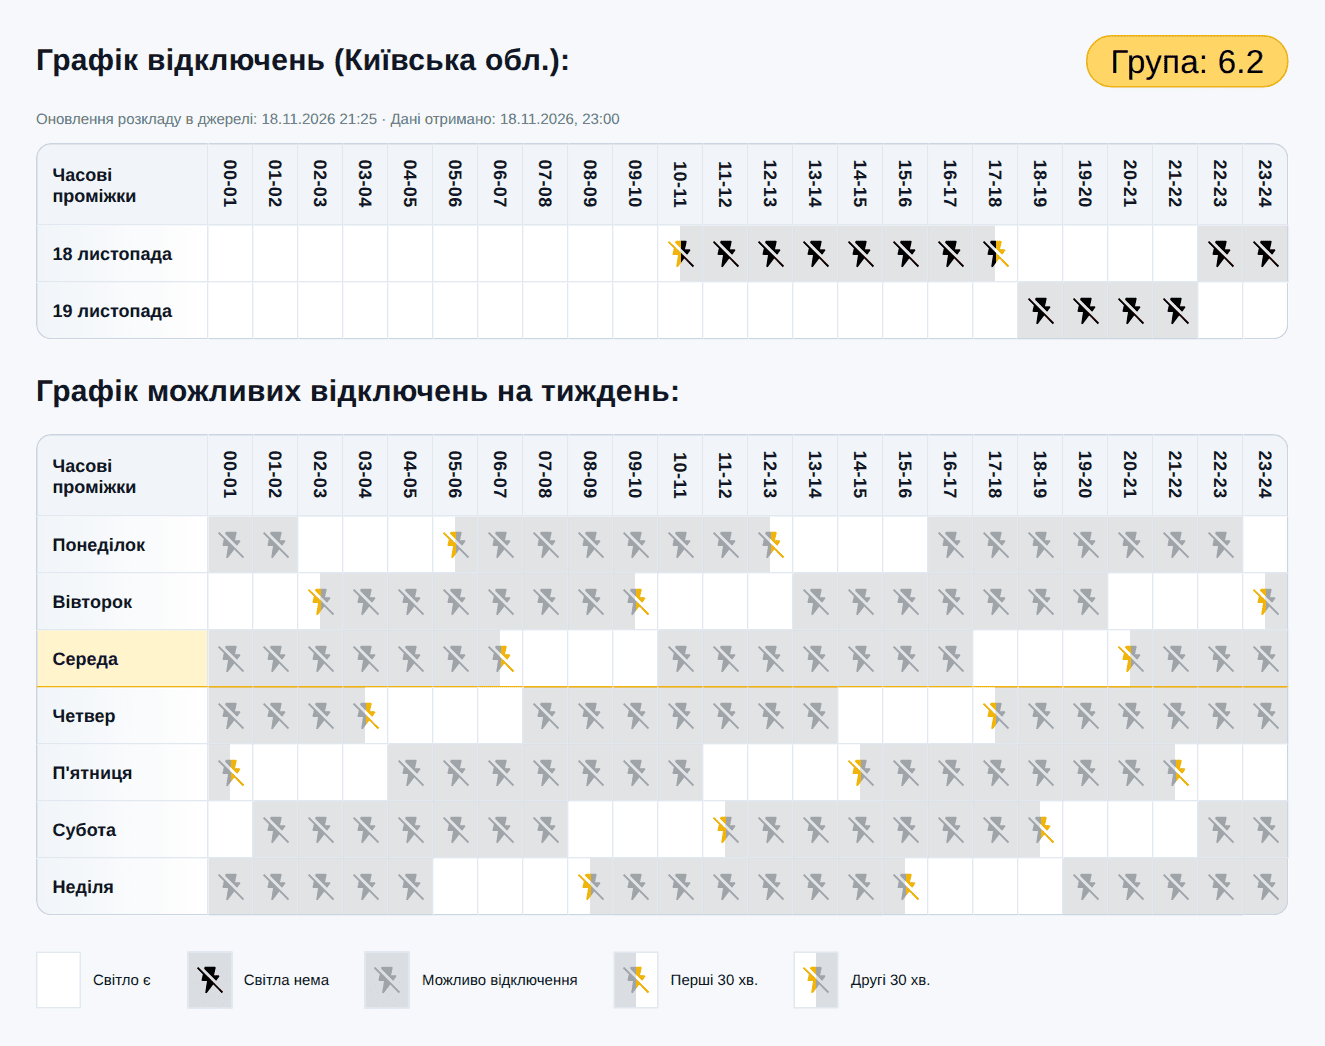 Графік відключень (Київська обл.):
Група: 6.2
Оновлення розкладу в джерелі: 18.11.2026 21:25 · Дані отримано: 18.11.2026, 23:00
Часові
проміжки
00-01 01-02 02-03 03-04 04-05 05-06 06-07 07-08 08-09 09-10 10-11 11-12 12-13 13-14 14-15 15-16 16-17 17-18 18-19 19-20 20-21 21-22 22-23 23-24
18 листопада
19 листопада
Графік можливих відключень на тиждень:
Часові
проміжки
00-01 01-02 02-03 03-04 04-05 05-06 06-07 07-08 08-09 09-10 10-11 11-12 12-13 13-14 14-15 15-16 16-17 17-18 18-19 19-20 20-21 21-22 22-23 23-24
Понеділок
Вівторок
Середа
Четвер
П'ятниця
Субота
Неділя
Світло є
Світла нема
Можливо відключення
Перші 30 хв.
Другі 30 хв.